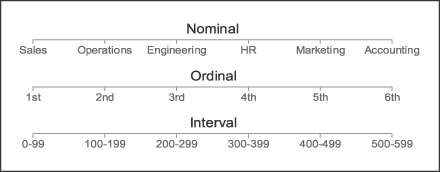 Nominal
Sales Operations Engineering HR Marketing Accounting
Ordinal
1st 2nd 3rd 4th 5th 6th
Interval
0-99 100-199 200-299 300-399 400-499 500-599